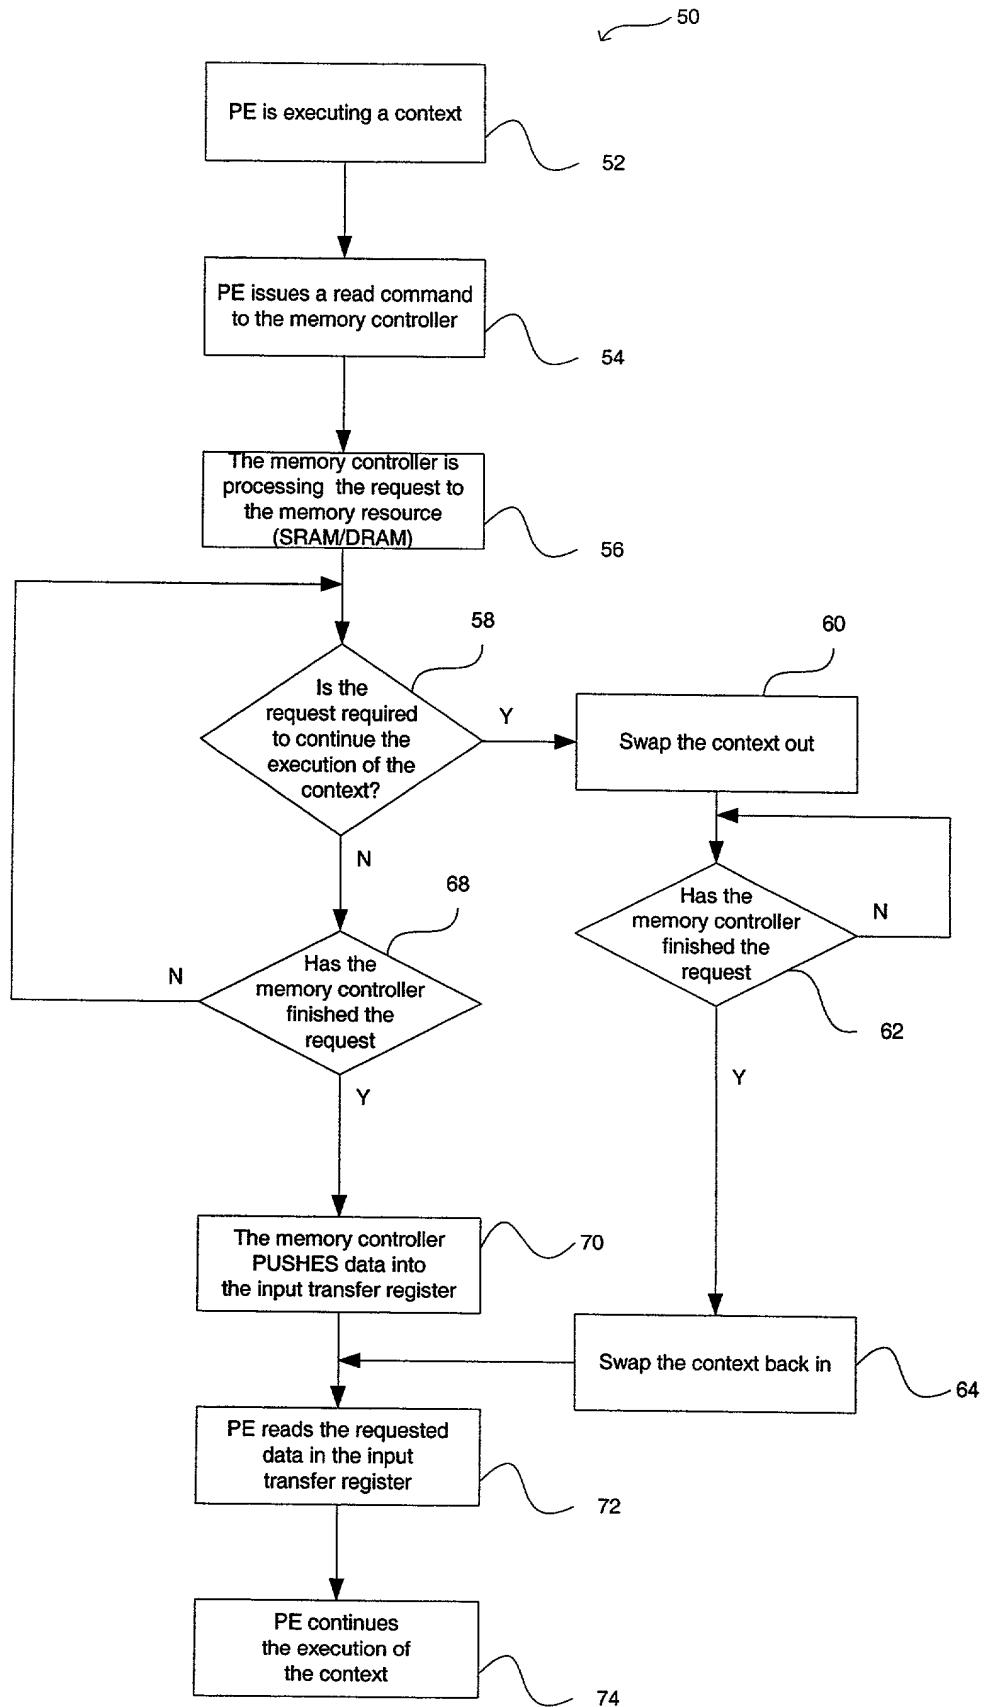 50
PE is executing a context
52
PE issues a read command
to the memory controller
54
The memory controller is
processing the request to
the memory resource
(SRAM/DRAM)
56
58
Is the
request required
to continue the
execution of the
context?
Y
60
Swap the context out
N
68
Has the
memory controller
finished the
request
N
Y
Has the
memory controller
finished the
request
N
62
Y
The memory controller
PUSHES data into
the input transfer register
70
Swap the context back in
64
PE reads the requested
data in the input
transfer register
72
PE continues
the execution of
the context
74